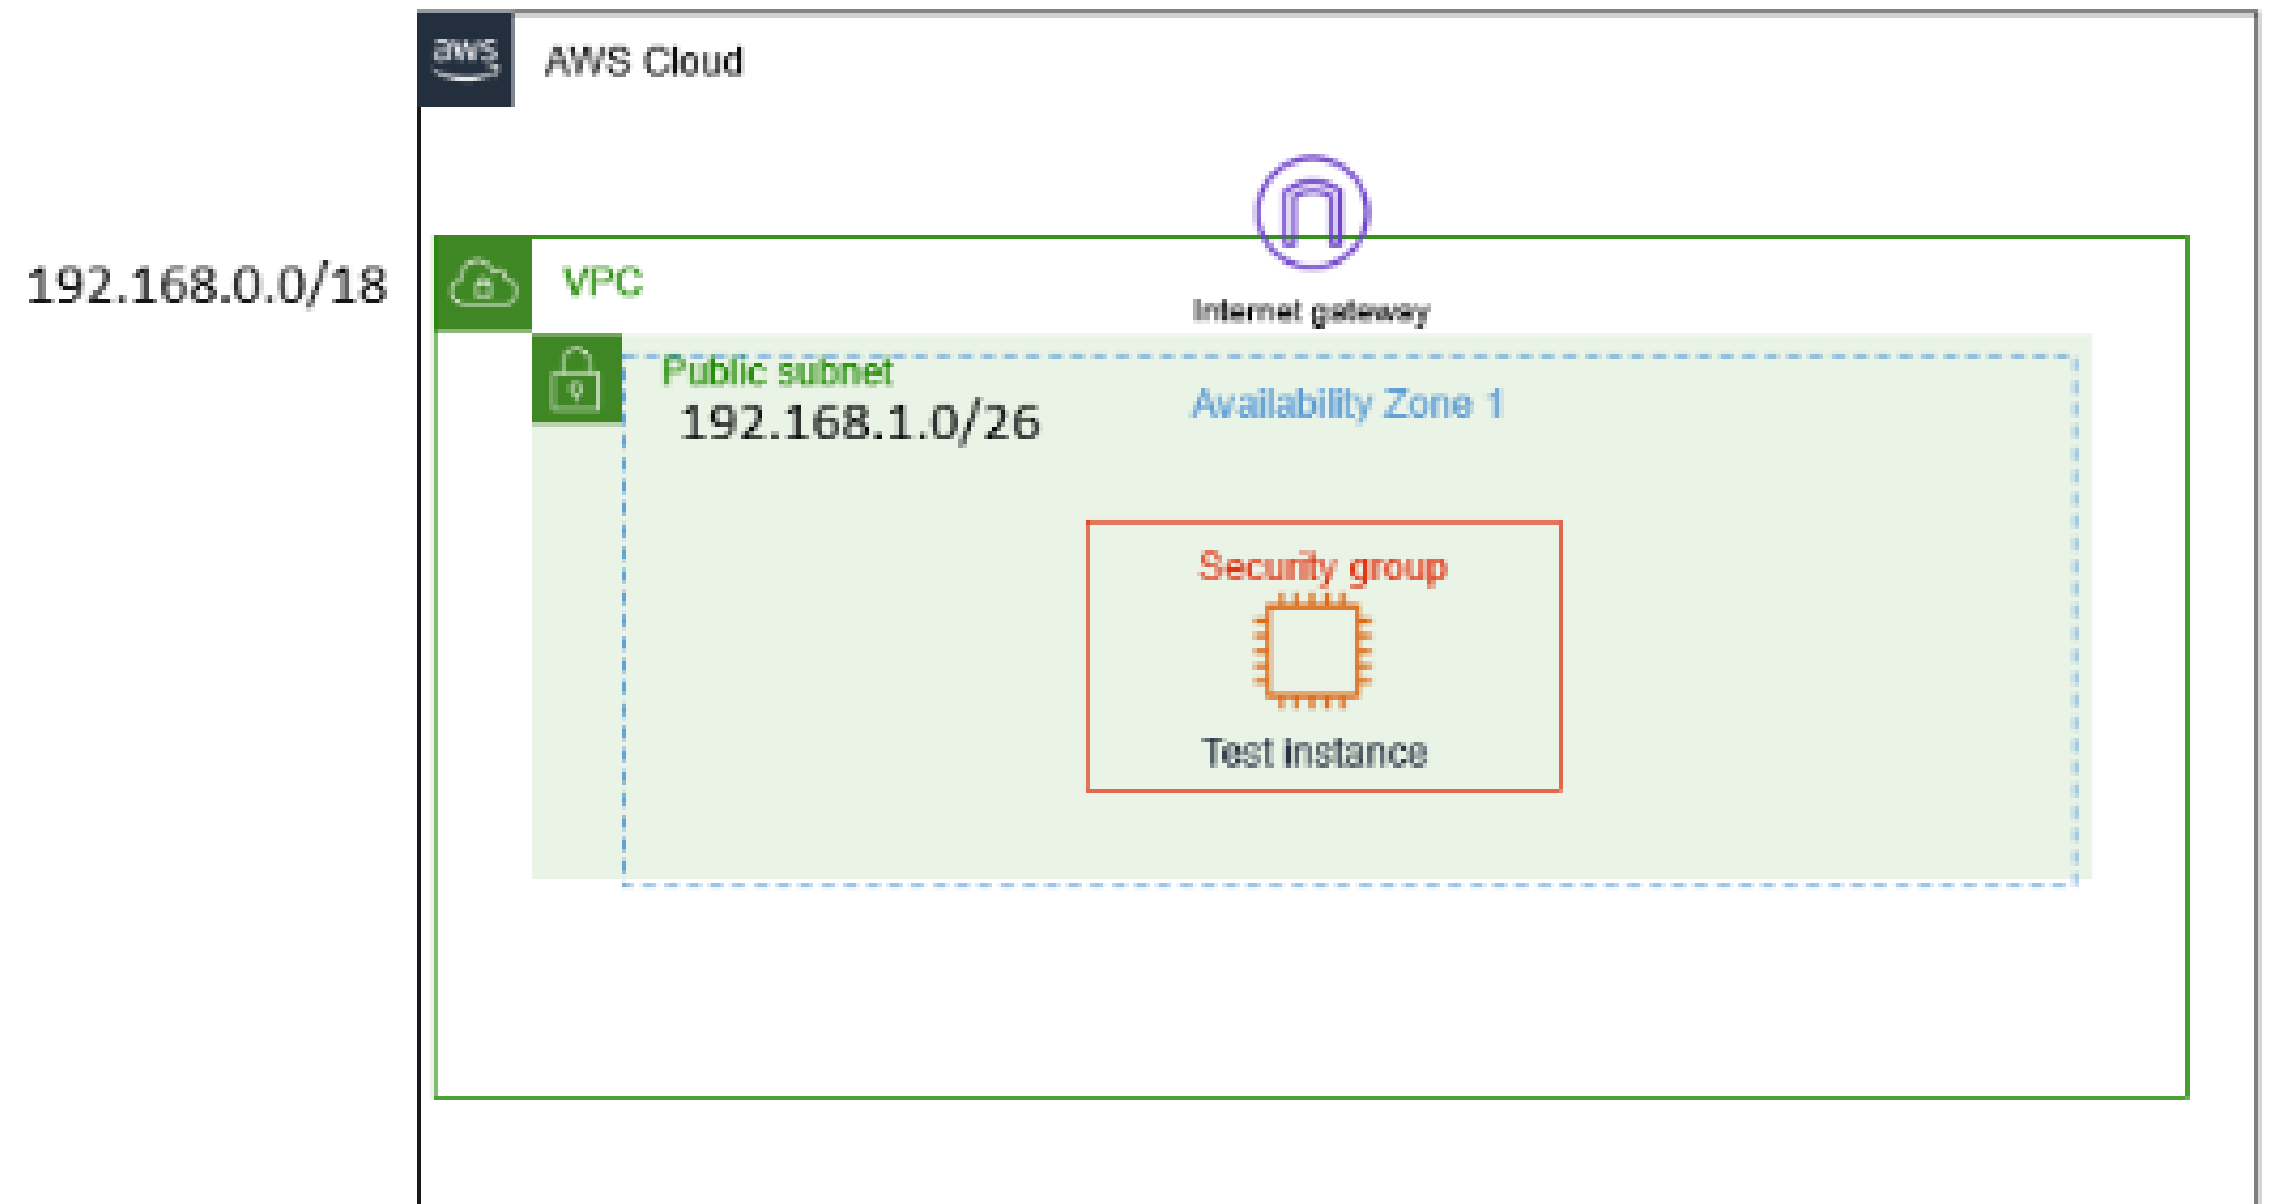 aws
AWS Cloud
192.168.0.0/18
VPC
Internet gateway
Public subnet
192.168.1.0/26
Availability Zone 1
Security group
Test instance